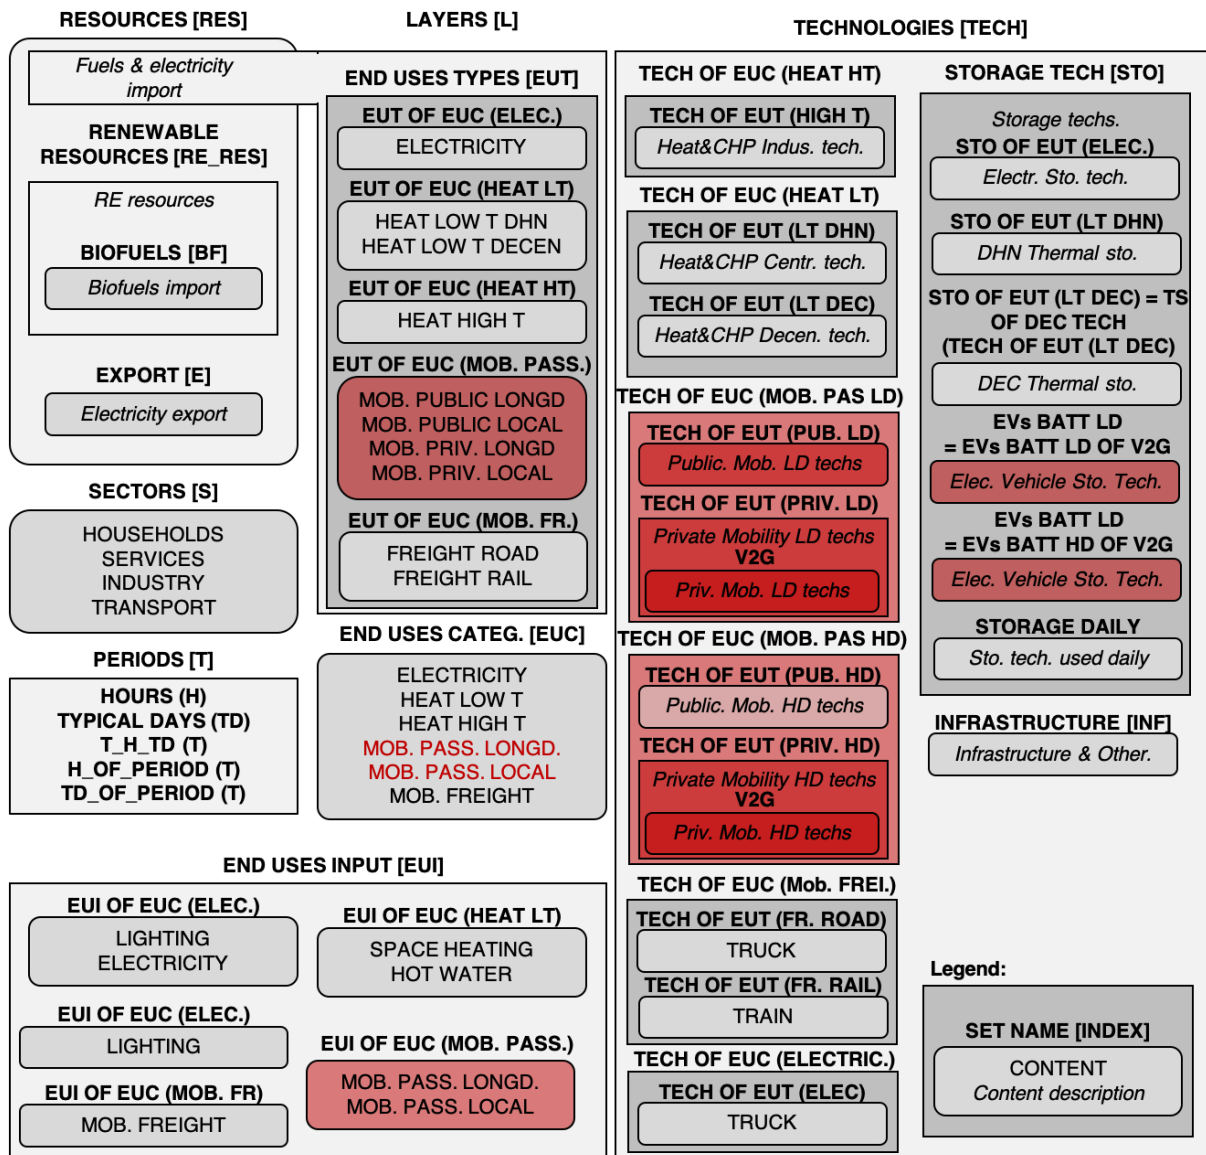 RESOURCES [RES]
Fuels & electricity
import
RENEWABLE
RESOURCES [RE_RES]
RE resources
BIOFUELS [BF]
Biofuels import
EXPORT [E]
Electricity export
SECTORS [S]
HOUSEHOLDS
SERVICES
INDUSTRY
TRANSPORT
PERIODS [T]
HOURS (H)
TYPICAL DAYS (TD)
T_H_TD (T)
H_OF_PERIOD (T)
TD_OF_PERIOD (T)
LAYERS [L]
END USES TYPES [EUT]
EUT OF EUC (ELEC.)
ELECTRICITY
EUT OF EUC (HEAT LT)
HEAT LOW T DHN
HEAT LOW T DECEN
EUT OF EUC (HEAT HT)
HEAT HIGH T
EUT OF EUC (MOB. PASS.)
MOB. PUBLIC LONGD
MOB. PUBLIC LOCAL
MOB. PRIV. LONGD
MOB. PRIV. LOCAL
EUT OF EUC (MOB. FR.)
FREIGHT ROAD
FREIGHT RAIL
END USES CATEG. [EUC]
ELECTRICITY
HEAT LOW T
HEAT HIGH T
MOB. PASS. LONGD.
MOB. PASS. LOCAL
MOB. FREIGHT
END USES INPUT [EUI]
EUI OF EUC (ELEC.)
LIGHTING
ELECTRICITY
EUI OF EUC (ELEC.)
LIGHTING
EUI OF EUC (MOB. FR)
MOB. FREIGHT
EUI OF EUC (HEAT LT)
SPACE HEATING
HOT WATER
EUI OF EUC (MOB. PASS.)
MOB. PASS. LONGD.
MOB. PASS. LOCAL
TECHNOLOGIES [TECH]
TECH OF EUC (HEAT HT)
TECH OF EUT (HIGH T)
Heat&CHP Indus. tech.
TECH OF EUC (HEAT LT)
TECH OF EUT (LT DHN)
Heat&CHP Centr. tech.
TECH OF EUT (LT DEC)
Heat&CHP Decen. tech.
TECH OF EUC (MOB. PAS LD)
TECH OF EUT (PUB. LD)
Public. Mob. LD techs
TECH OF EUT (PRIV. LD)
Private Mobility LD techs
V2G
Priv. Mob. LD techs
TECH OF EUC (MOB. PAS HD)
TECH OF EUT (PUB. HD)
Public. Mob. HD techs
TECH OF EUT (PRIV. HD)
Private Mobility HD techs
V2G
Priv. Mob. HD techs
TECH OF EUC (Mob. FREI.)
TECH OF EUT (FR. ROAD)
TRUCK
TECH OF EUT (FR. RAIL)
TRAIN
TECH OF EUC (ELECTRIC.)
TECH OF EUT (ELEC)
TRUCK
STORAGE TECH [STO]
Storage techs.
STO OF EUT (ELEC.)
Electr. Sto. tech.
STO OF EUT (LT DHN)
DHN Thermal sto.
STO OF EUT (LT DEC) = TS
OF DEC TECH
(TECH OF EUT (LT DEC)
DEC Thermal sto.
EVs BATT LD
= EVs BATT LD OF V2G
Elec. Vehicle Sto. Tech.
EVs BATT LD
= EVs BATT HD OF V2G
Elec. Vehicle Sto. Tech.
STORAGE DAILY
Sto. tech. used daily
INFRASTRUCTURE [INF]
Infrastructure & Other.
Legend:
SET NAME [INDEX]
CONTENT
Content description